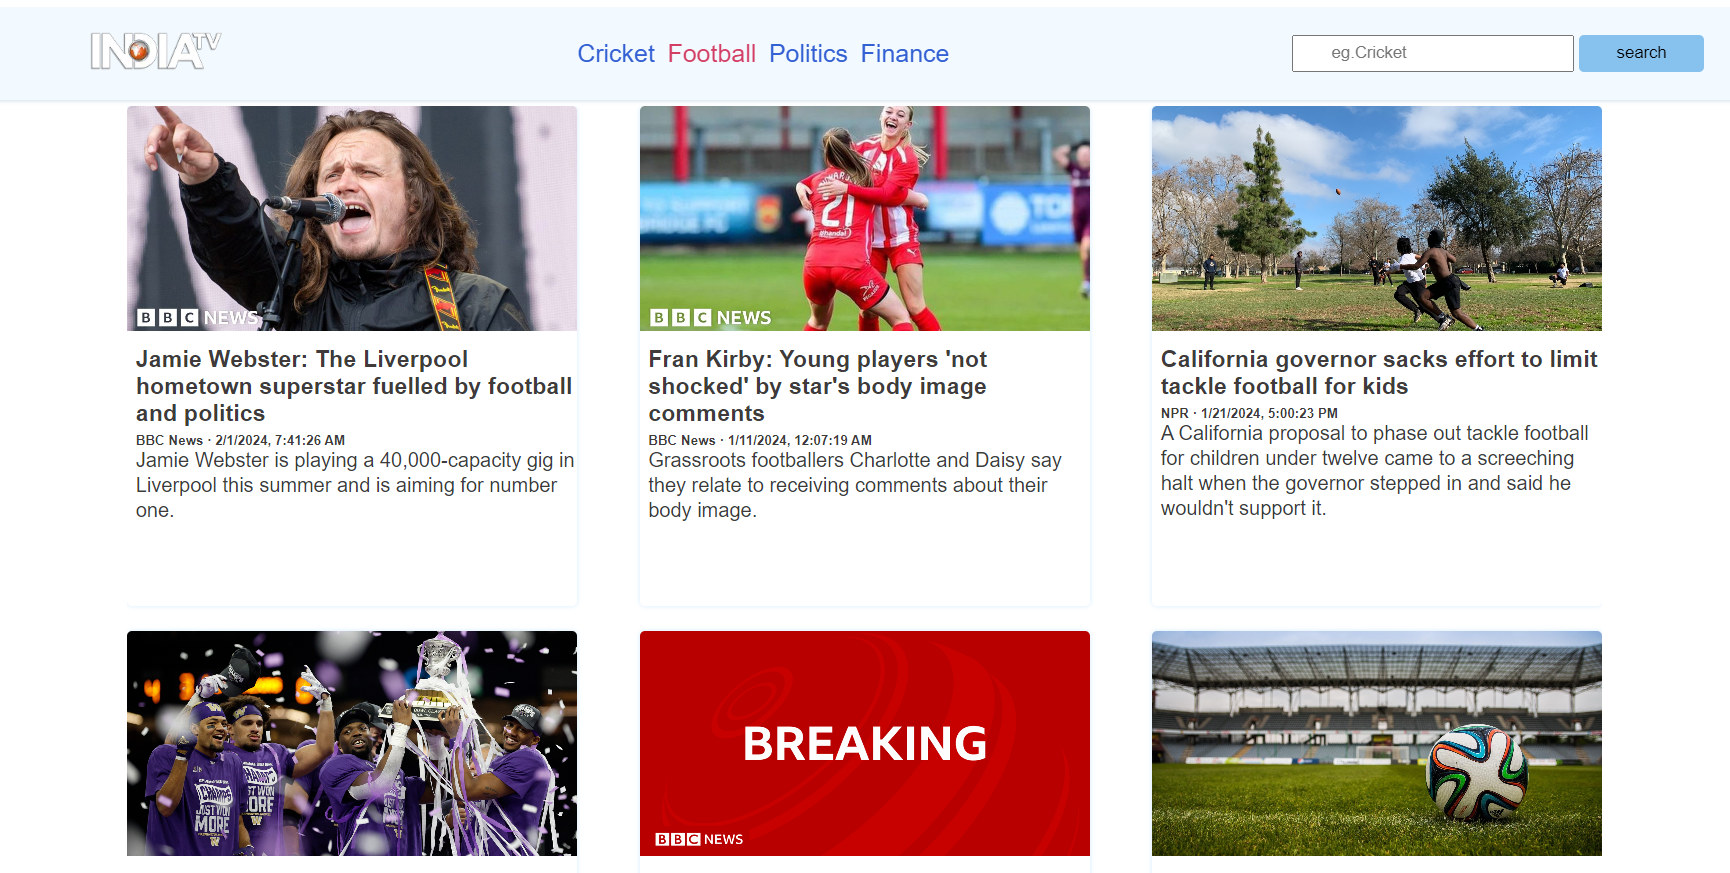 INDIA TV
Cricket Football Politics Finance
eg.Cricket
search
BBC NEWS
21
BBC NEWS
Jamie Webster: The Liverpool
hometown superstar fuelled by football
and politics
BBC News · 2/1/2024, 7:41:26 AM
Jamie Webster is playing a 40,000-capacity gig in
Liverpool this summer and is aiming for number
one.
Fran Kirby: Young players 'not
shocked' by star's body image
comments
BBC News · 1/11/2024, 12:07:19 AM
Grassroots footballers Charlotte and Daisy say
they relate to receiving comments about their
body image.
California governor sacks effort to limit
tackle football for kids
NPR · 1/21/2024, 5:00:23 PM
A California proposal to phase out tackle football
for children under twelve came to a screeching
halt when the governor stepped in and said he
wouldn't support it.
CHAMPS
JUST WON
MORE
W
BREAKING
BBC NEWS